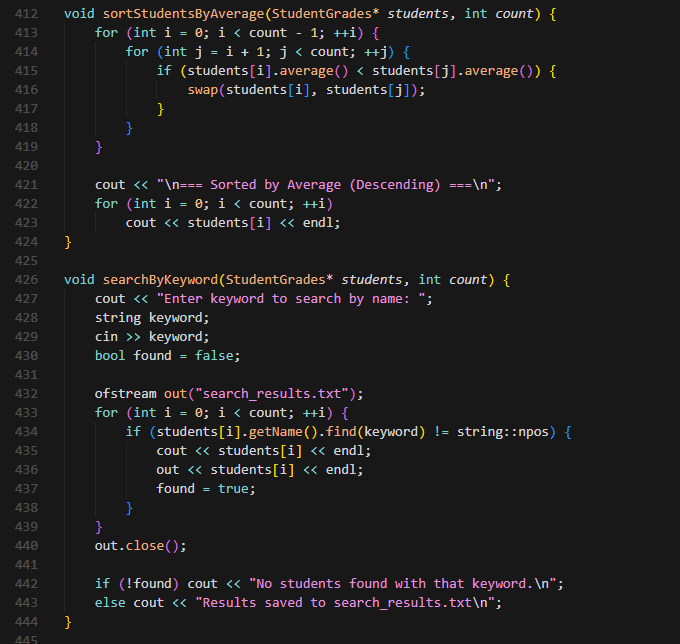 412 void sortStudentsByAverage(StudentGrades* students, int count) {
413     for (int i = 0; i < count - 1; ++i) {
414         for (int j = i + 1; j < count; ++j) {
415             if (students[i].average() < students[j].average()) {
416                 swap(students[i], students[j]);
417             }
418         }
419     }
420
421     cout << "\n=== Sorted by Average (Descending) ===\n";
422     for (int i = 0; i < count; ++i)
423         cout << students[i] << endl;
424 }
425
426 void searchByKeyword(StudentGrades* students, int count) {
427     cout << "Enter keyword to search by name: ";
428     string keyword;
429     cin >> keyword;
430     bool found = false;
431
432     ofstream out("search_results.txt");
433     for (int i = 0; i < count; ++i) {
434         if (students[i].getName().find(keyword) != string::npos) {
435             cout << students[i] << endl;
436             out << students[i] << endl;
437             found = true;
438         }
439     }
440     out.close();
441
442     if (!found) cout << "No students found with that keyword.\n";
443     else cout << "Results saved to search_results.txt\n";
444 }
445